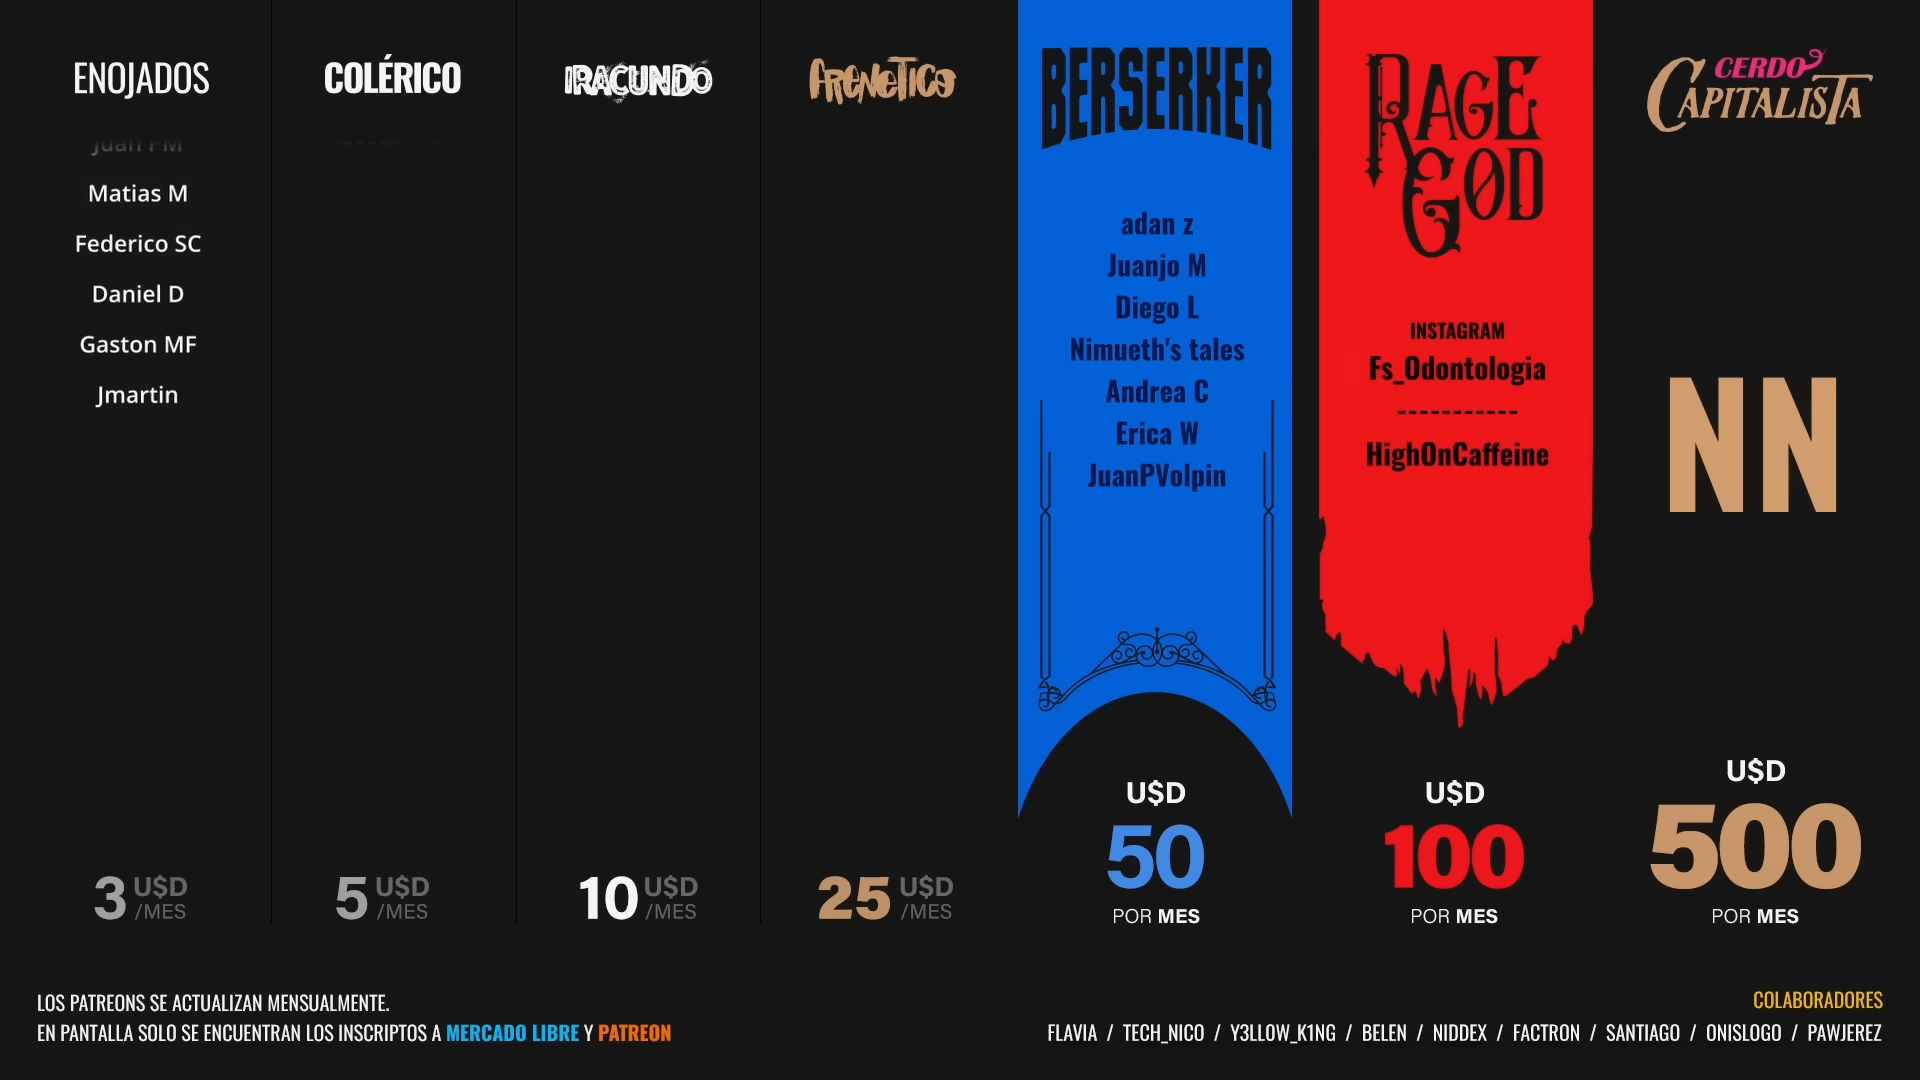 ENOJADOS
Juan PM
Matias M
Federico SC
Daniel D
Gaston MF
Jmartin
3 U$D
/MES
COLÉRICO
5 U$D
/MES
IRACUNDO
10 U$D
/MES
FRENETICO
25 U$D
/MES
BERSERKER
adan z
Juanjo M
Diego L
Nimueth's tales
Andrea C
Erica W
JuanPVolpin
U$D
50
POR MES
RAGE
GOD
INSTAGRAM
Fs_Odontologia
-----------
HighOnCaffeine
U$D
100
POR MES
CERDO
CAPITALISTA
NN
U$D
500
POR MES
LOS PATREONS SE ACTUALIZAN MENSUALMENTE.
EN PANTALLA SOLO SE ENCUENTRAN LOS INSCRIPTOS A MERCADO LIBRE Y PATREON
COLABORADORES
FLAVIA / TECH_NICO / Y3LLOW_K1NG / BELEN / NIDDEX / FACTRON / SANTIAGO / ONISLOGO / PAWJEREZ